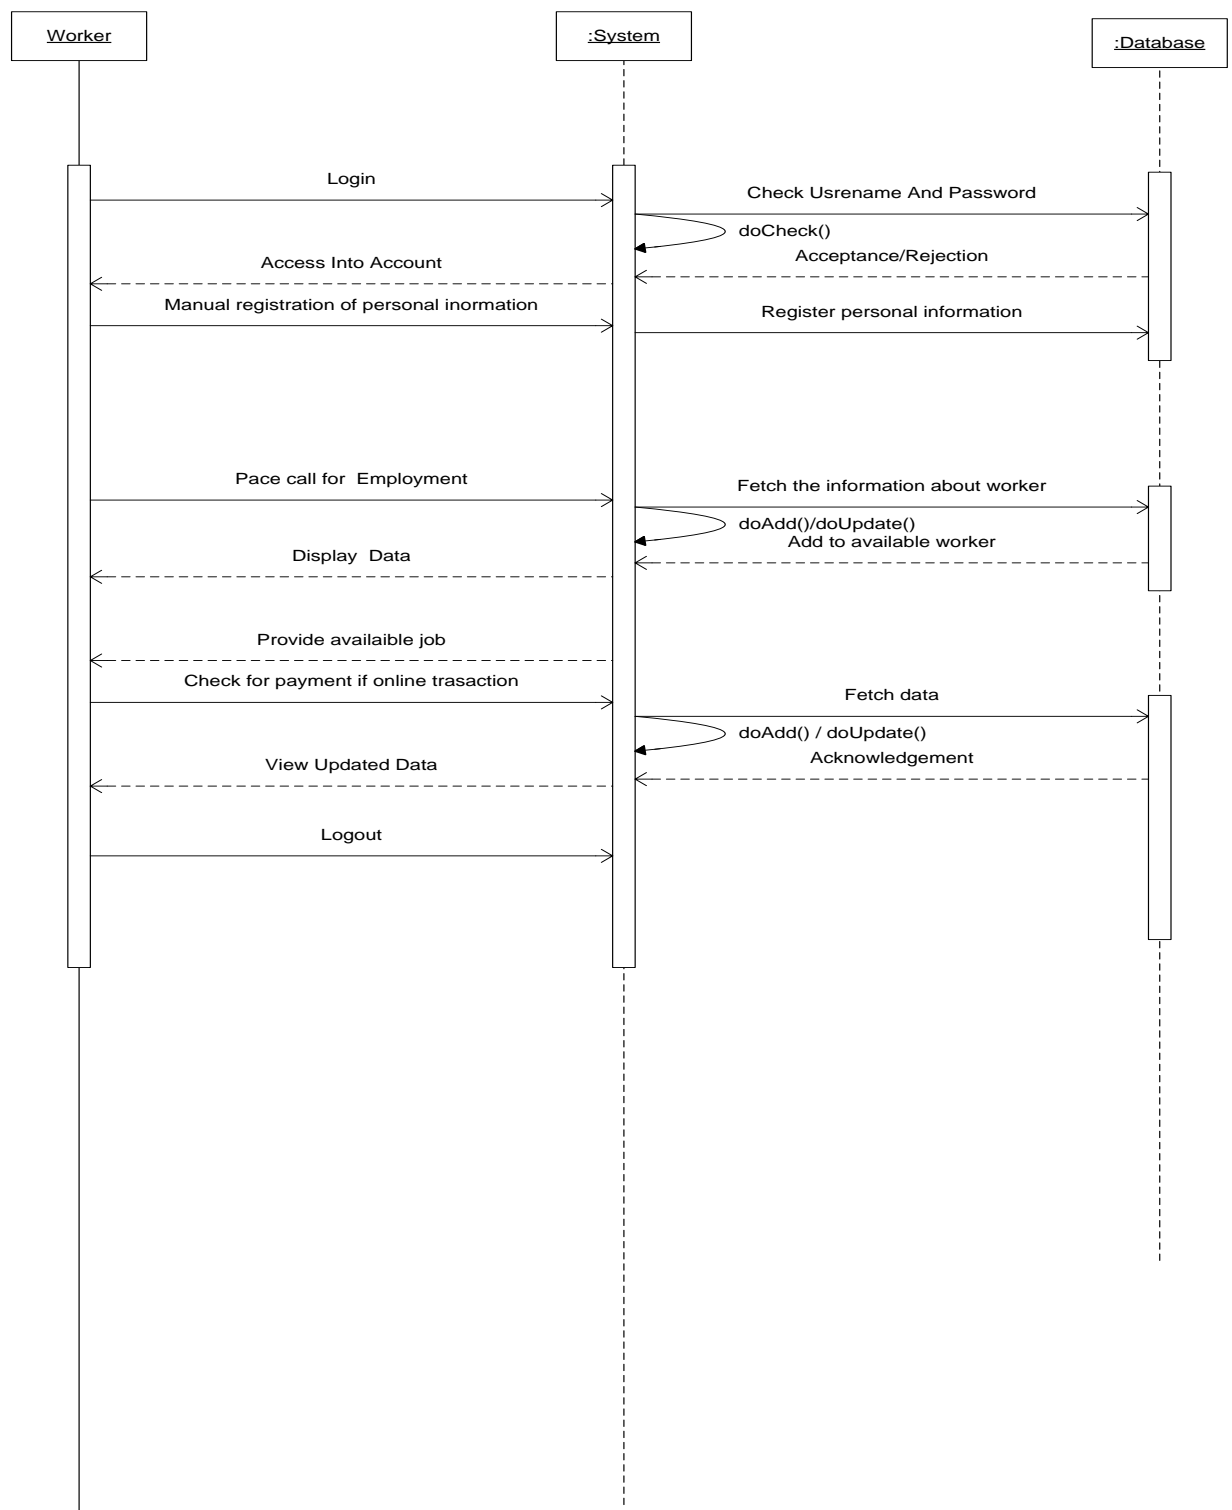 Worker
:System
:Database
Login
Check Usrename And Password
doCheck()
Acceptance/Rejection
Access Into Account
Manual registration of personal inormation
Register personal information
Pace call for  Employment
Fetch the information about worker
doAdd()/doUpdate()
Add to available worker
Display  Data
Provide availaible job
Check for payment if online trasaction
Fetch data
doAdd() / doUpdate()
Acknowledgement
View Updated Data
Logout